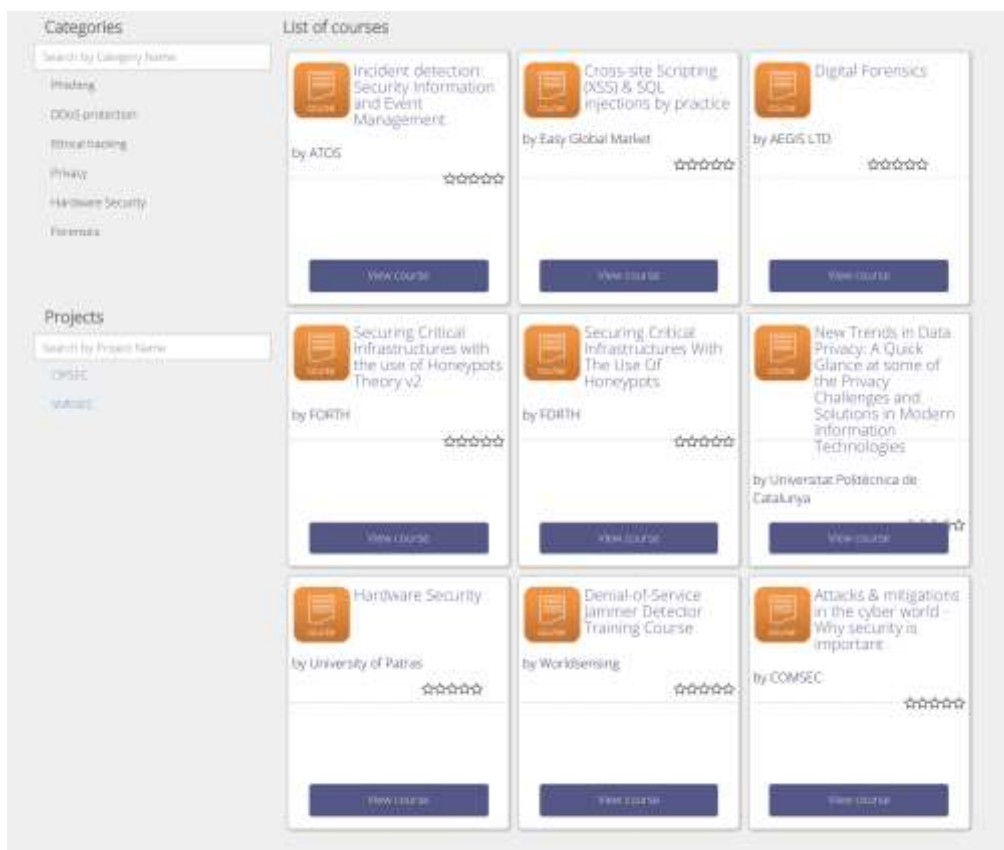 Categories
Search by Category Name
Phishing
DDoS protection
Ethical hacking
Privacy
Hardware Security
Forensics
Projects
Search by Project Name
CIPSEC
List of courses
Incident detection:
Security Information
and Event
Management
by ATOS
View course
Cross-site Scripting
(XSS) & SQL
injections by practice
by Easy Global Market
View course
Digital Forensics
by AEGIS LTD
View course
Securing Critical
Infrastructures with
the use of Honeypots
Theory v2
by FORTH
View course
Securing Critical
Infrastructures With
The Use Of
Honeypots
by FORTH
View course
New Trends in Data
Privacy: A Quick
Glance at some of
the Privacy
Challenges and
Solutions in Modern
Information
Technologies
by Universitat Politècnica de
Catalunya
View course
Hardware Security
by University of Patras
View course
Denial-of-Service
Jammer Detector
Training Course
by Worldsensing
View course
Attacks & mitigations
in the cyber world -
Why security is
important
by COMSEC
View course